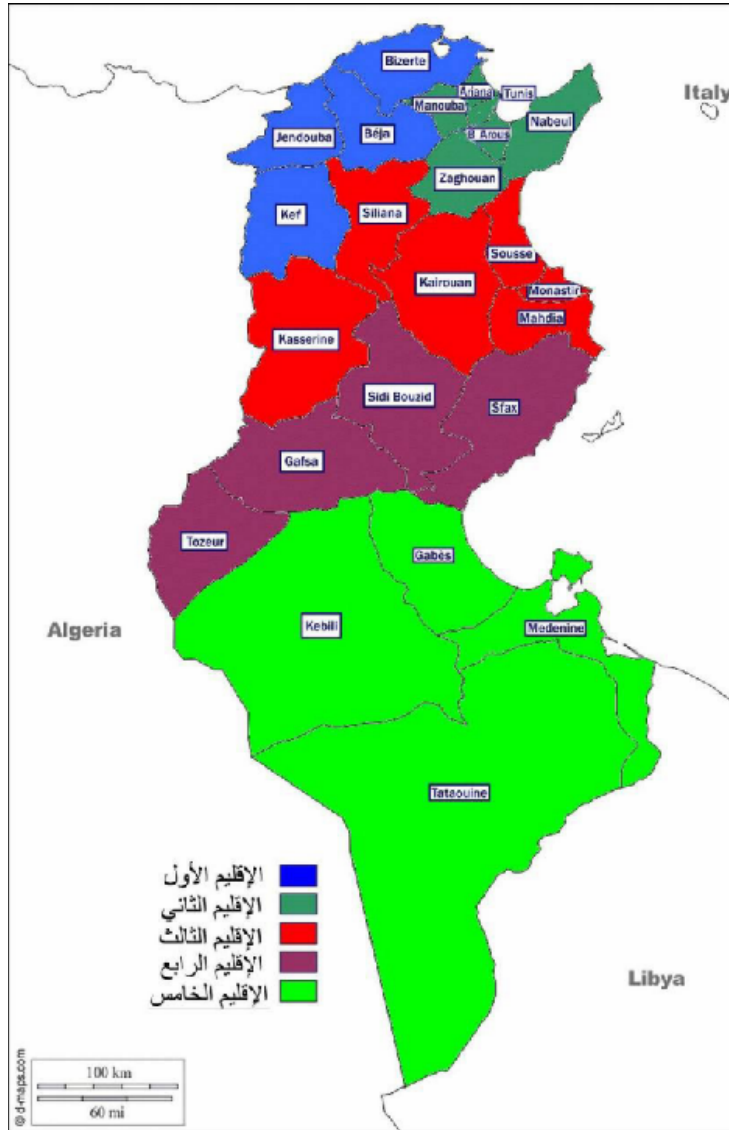 Bizerte
Ariana
Tunis
Italy
Manouba
Nabeul
Jendouba
Béja
B_Arous
Zaghouan
Kef
Siliana
Sousse
Kairouan
Monastir
Mahdia
Kasserine
Sidi Bouzid
Sfax
Gafsa
Tozeur
Gabès
Algeria
Kebili
Medenine
Tataouine
الإقليم الأول
الإقليم الثاني
الإقليم الثالث
الإقليم الرابع
الإقليم الخامس
Libya
100 km
60 mi
© d-maps.com